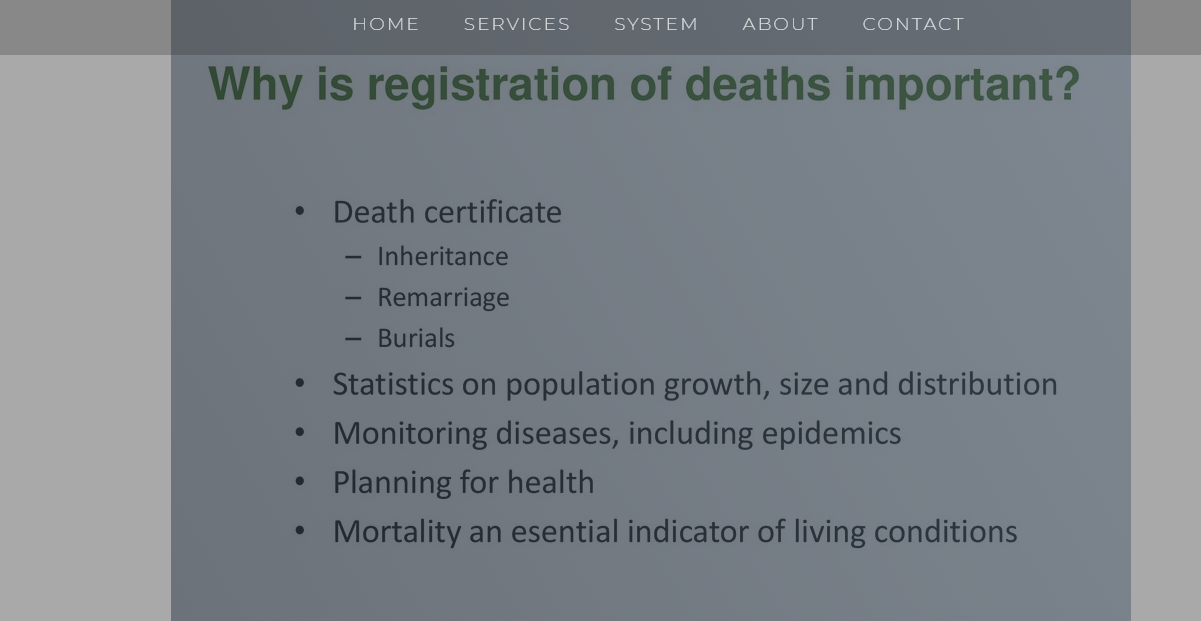 HOME SERVICES SYSTEM ABOUT CONTACT
Why is registration of deaths important?
• Death certificate
– Inheritance
– Remarriage
– Burials
• Statistics on population growth, size and distribution
• Monitoring diseases, including epidemics
• Planning for health
• Mortality an esential indicator of living conditions